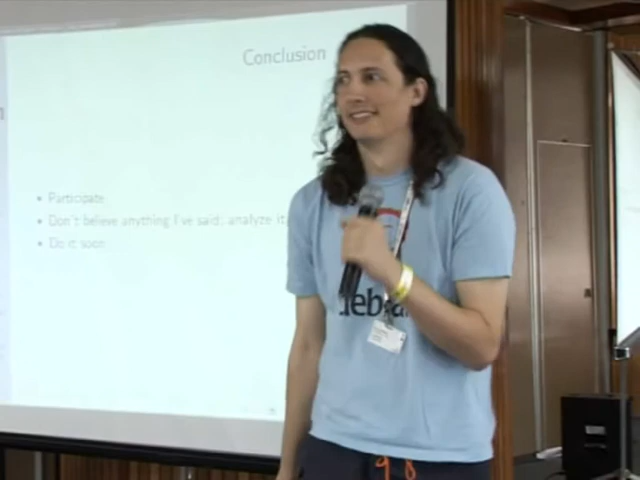 Conclusion
Participate
Don't believe anything I've said; analyze it
Do it soon
debian